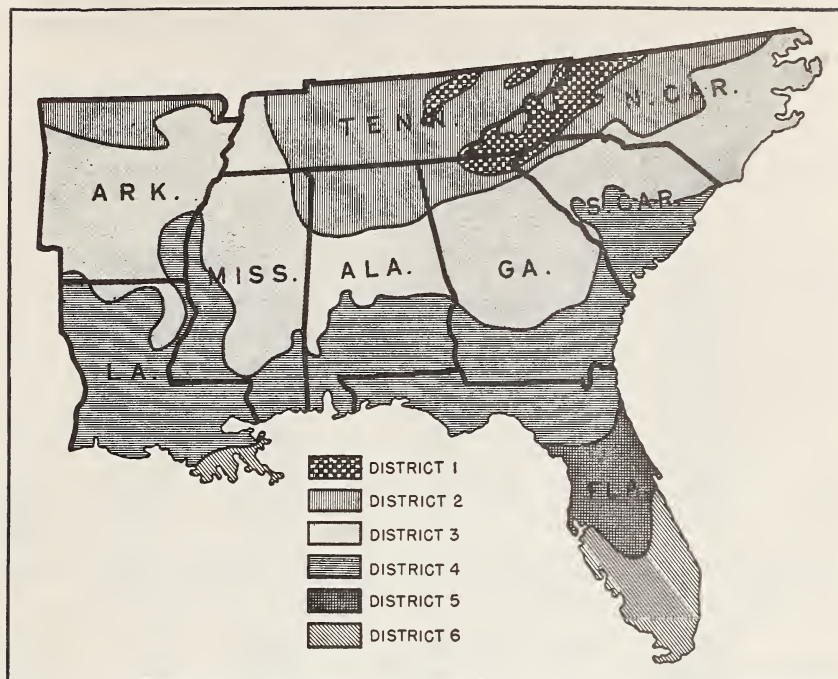 TENN.
N. CAR.
ARK.
S. CAR.
MISS.
ALA.
GA.
LA.
FLA.
DISTRICT 1
DISTRICT 2
DISTRICT 3
DISTRICT 4
DISTRICT 5
DISTRICT 6